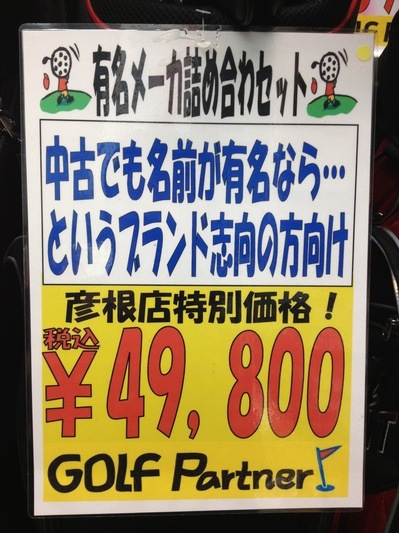 有名メーカ詰め合わせセット
中古でも名前が有名なら…
というブランド志向の方向け
彦根店特別価格！
税込
¥49,800
GOLF Partner